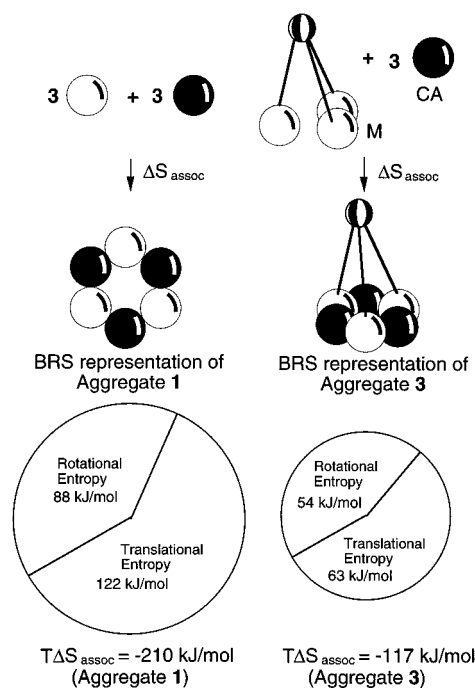 3 + 3
+ 3
CA
M
ΔS assoc
ΔS assoc
BRS representation of
Aggregate 1
BRS representation of
Aggregate 3
Rotational
Entropy
88 kJ/mol
Translational
Entropy
122 kJ/mol
Rotational
Entropy
54 kJ/mol
Translational
Entropy
63 kJ/mol
TΔS assoc = -210 kJ/mol
(Aggregate 1)
TΔS assoc = -117 kJ/mol
(Aggregate 3)